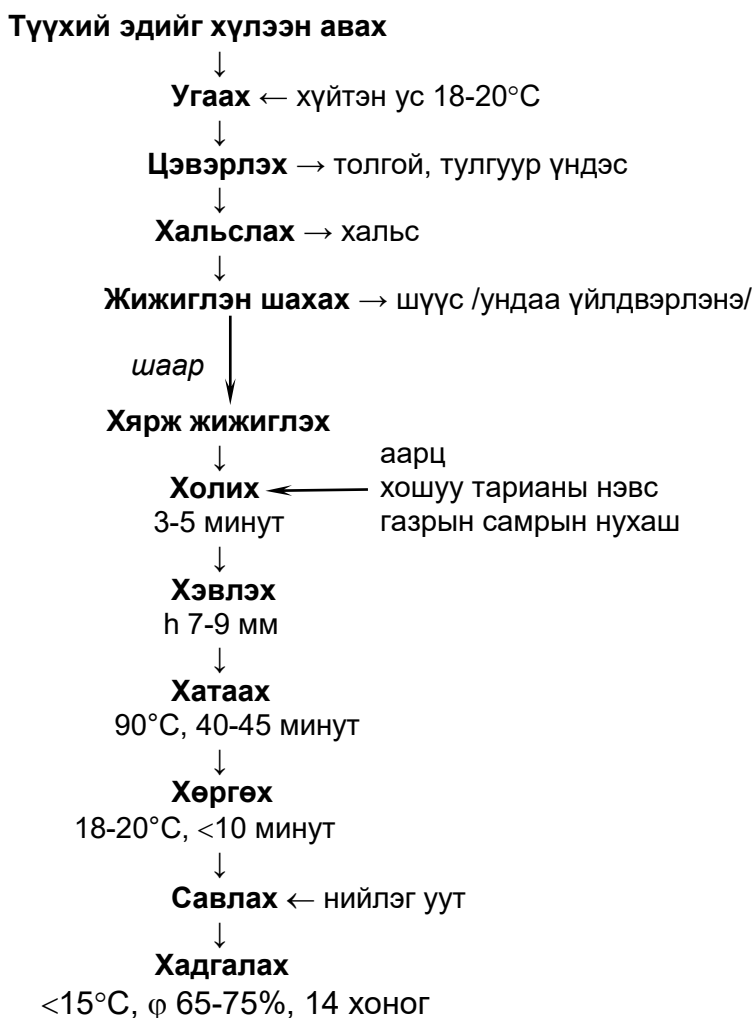 Түүхий эдийг хүлээн авах
↓
Угаах ← хүйтэн ус 18-20°C
↓
Цэвэрлэх → толгой, тулгуур үндэс
↓
Хальслах → хальс
↓
Жижиглэн шахах → шүүс /ундаа үйлдвэрлэнэ/
шаар
Хярж жижиглэх
↓
аарц
Холих ← хошуу тарианы нэвс
3-5 минут газрын самрын нухаш
↓
Хэвлэх
h 7-9 мм
↓
Хатаах
90°C, 40-45 минут
↓
Хөргөх
18-20°C, <10 минут
↓
Савлах ← нийлэг уут
↓
Хадгалах
<15°C, φ 65-75%, 14 хоног